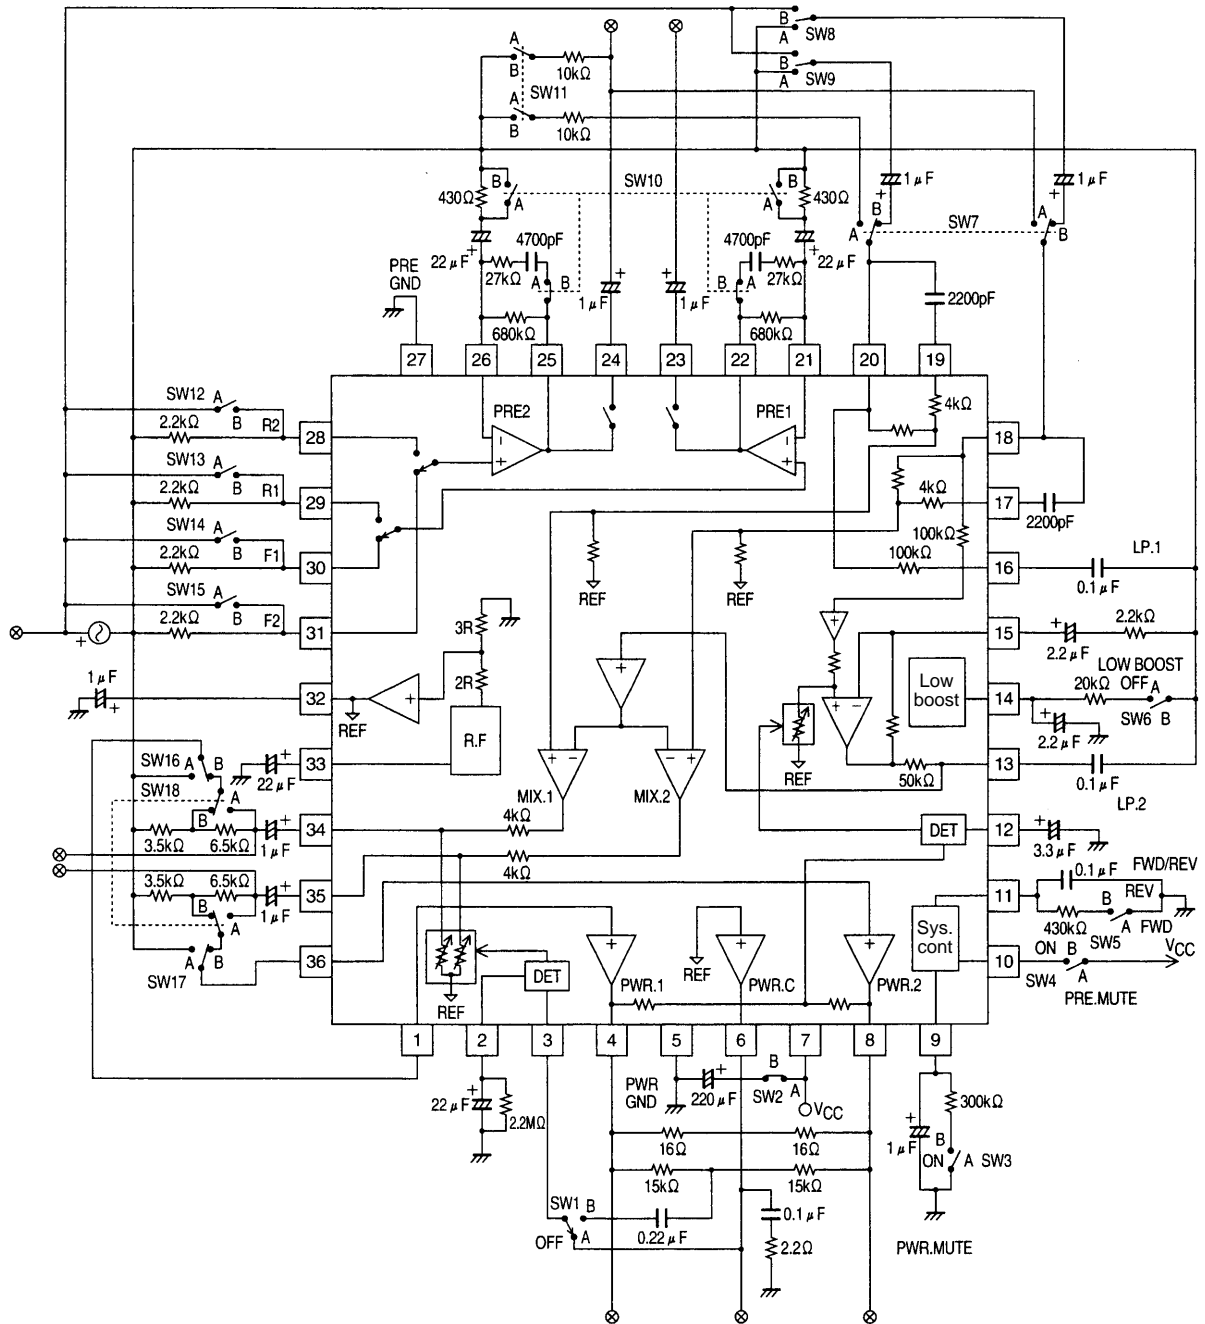 B
A SW8
B
A SW9
A
B
10kΩ
SW11
A
B
10kΩ
B SW10 B
430Ω A A 430Ω
1μF 1μF
+ +
B A
A SW7 B
+ 4700pF 4700pF +
22μF 22μF
PRE
GND
27kΩ A B B A 27kΩ
+ +
1μF 1μF
2200pF
680kΩ 680kΩ
27 26 25 24 23 22 21 20 19
SW12 A
B R2
2.2kΩ
28
PRE2 PRE1
- -
+ +
4kΩ
18
SW13 A
B R1
2.2kΩ
29
4kΩ
17
2200pF
SW14 A
B F1
2.2kΩ
30
100kΩ
100kΩ
16
LP.1
0.1μF
REF REF
SW15 A
B F2
2.2kΩ
31
+
3R
15
+ 2.2kΩ
2.2μF
1μF
+
32
REF
+
2R
+
+ -
Low
boost
14
LOW BOOST
OFF
20kΩ A
SW6 B
+
2.2μF
R.F
REF
SW16 A B
+
22μF
33
+ - - +
MIX.1 MIX.2
50kΩ
13
0.1μF
LP.2
SW18 A
B
3.5kΩ 6.5kΩ
+
1μF
34
4kΩ
DET
12
+
3.3μF
3.5kΩ 6.5kΩ
+
1μF
35
4kΩ
11
0.1μF
FWD/REV
REV
B
430kΩ A FWD
SW5
B
A
A B
SW17
36
DET
REF
+ + +
REF
PWR.1 PWR.C PWR.2
Sys.
cont
10
ON B
SW4 A
VCC
PRE.MUTE
1 2 3 4 5 6 7 8 9
+
22μF
2.2MΩ
PWR
GND
+
220μF
B
SW2 A
VCC
16Ω 16Ω
15kΩ 15kΩ
+
1μF
300kΩ
B
ON A SW3
PWR.MUTE
SW1 B
OFF A
0.22μF
0.1μF
2.2Ω